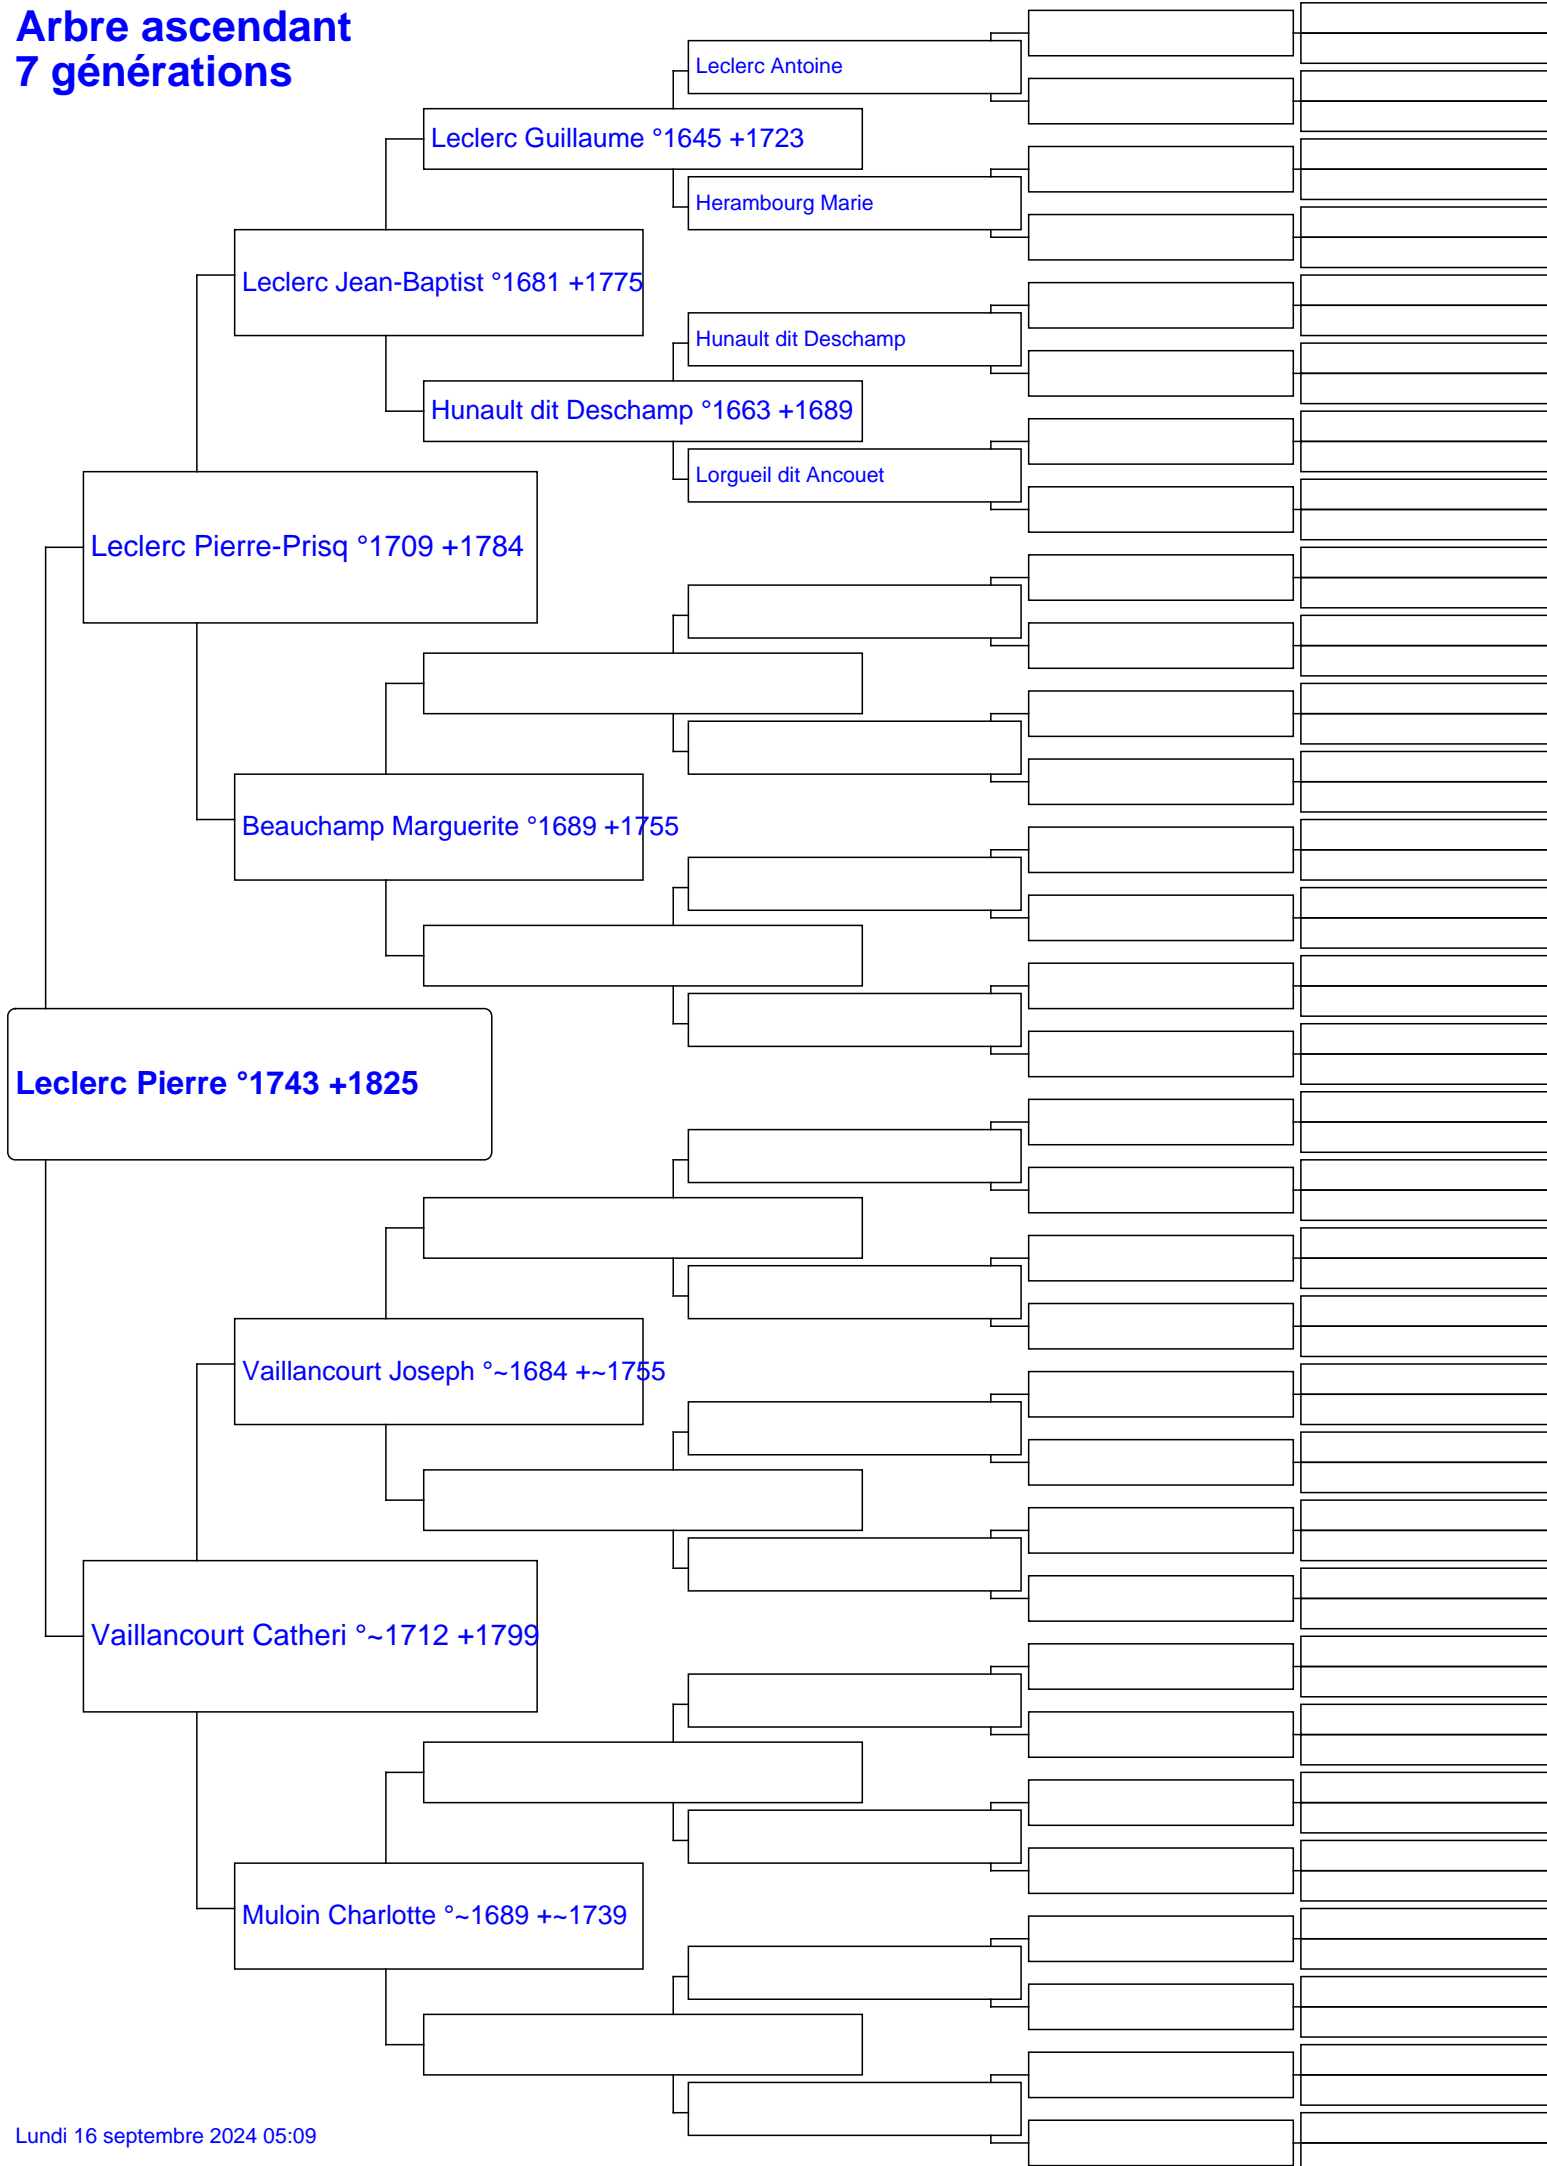 Arbre ascendant
7 générations
Leclerc Antoine
Leclerc Guillaume °1645 +1723
Herambourg Marie
Leclerc Jean-Baptist °1681 +1775
Hunault dit Deschamp
Hunault dit Deschamp °1663 +1689
Lorgueil dit Ancouet
Leclerc Pierre-Prisq °1709 +1784
Beauchamp Marguerite °1689 +1755
Leclerc Pierre °1743 +1825
Vaillancourt Joseph °~1684 +~1755
Vaillancourt Catheri °~1712 +1799
Muloin Charlotte °~1689 +~1739
Lundi 16 septembre 2024 05:09